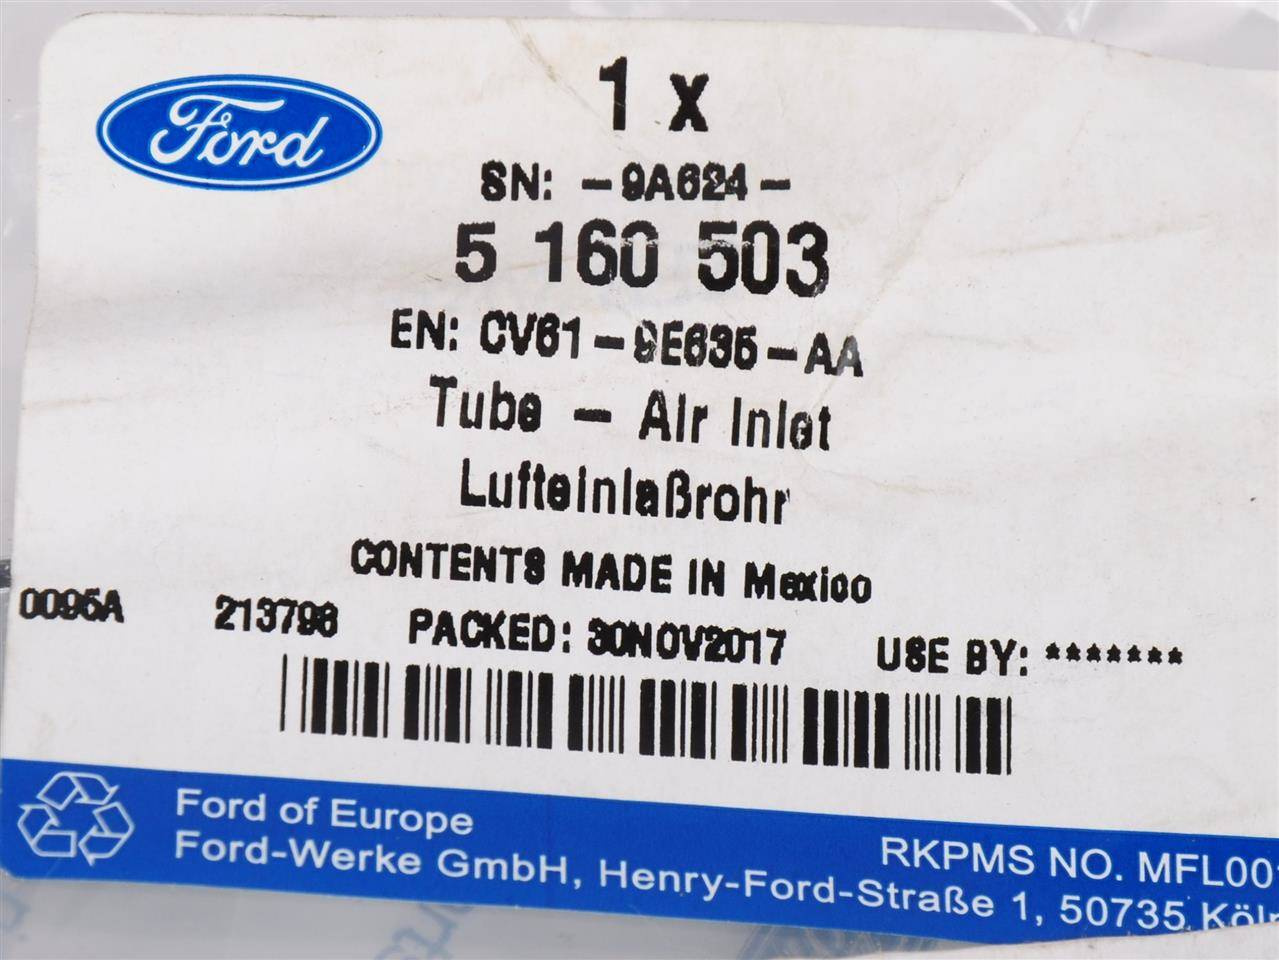 Ford
1 x
SN: -9A624-
5 160 503
EN: CV61-9E635-AA
Tube - Air Inlet
Lufteinlaßrohr
CONTENTS MADE IN Mexico
0095A 213798 PACKED: 30NOV2017 USE BY: *******
Ford of Europe
Ford-Werke GmbH, Henry-Ford-Straße 1, 50735 Köln
RKPMS NO. MFL001